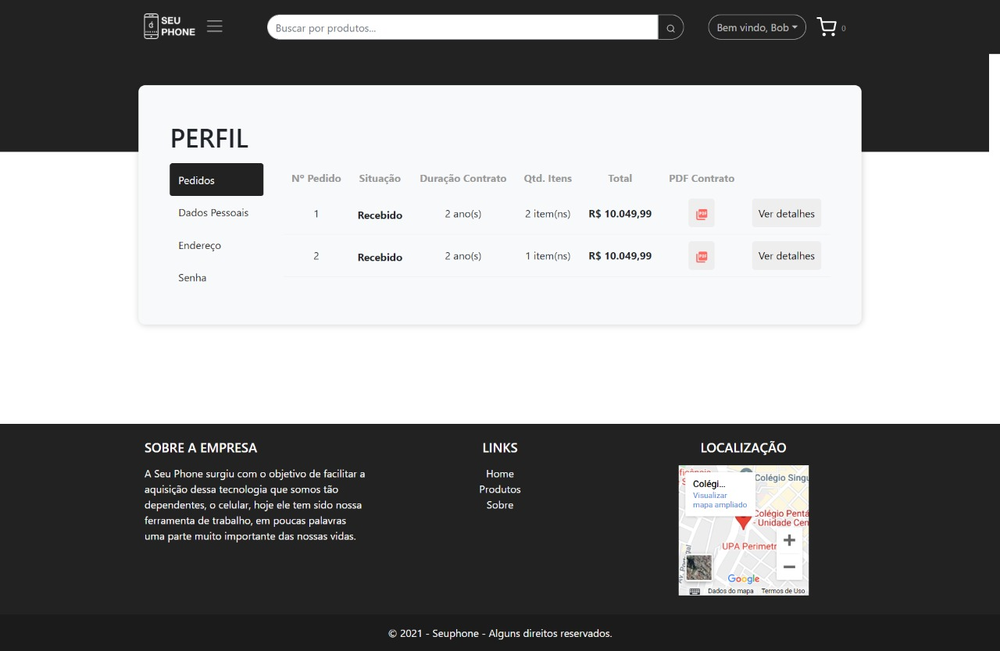 SEU
PHONE
Buscar por produtos...
Bem vindo, Bob
0
PERFIL
Pedidos
Dados Pessoais
Endereço
Senha
Nº Pedido Situação Duração Contrato Qtd. Itens Total PDF Contrato
1 Recebido 2 ano(s) 2 item(ns) R$ 10.049,99 PDF Ver detalhes
2 Recebido 2 ano(s) 1 item(ns) R$ 10.049,99 PDF Ver detalhes
SOBRE A EMPRESA
A Seu Phone surgiu com o objetivo de facilitar a
aquisição dessa tecnologia que somos tão
dependentes, o celular, hoje ele tem sido nossa
ferramenta de trabalho, em poucas palavras
uma parte muito importante das nossas vidas.
LINKS
Home
Produtos
Sobre
LOCALIZAÇÃO
Colégio Singu
Colégi...
Visualizar
mapa ampliado
Colégio Pentá
- Unidade Cen
UPA Perimetr
Google
Dados do mapa Termos de Uso
© 2021 - Seuphone - Alguns direitos reservados.